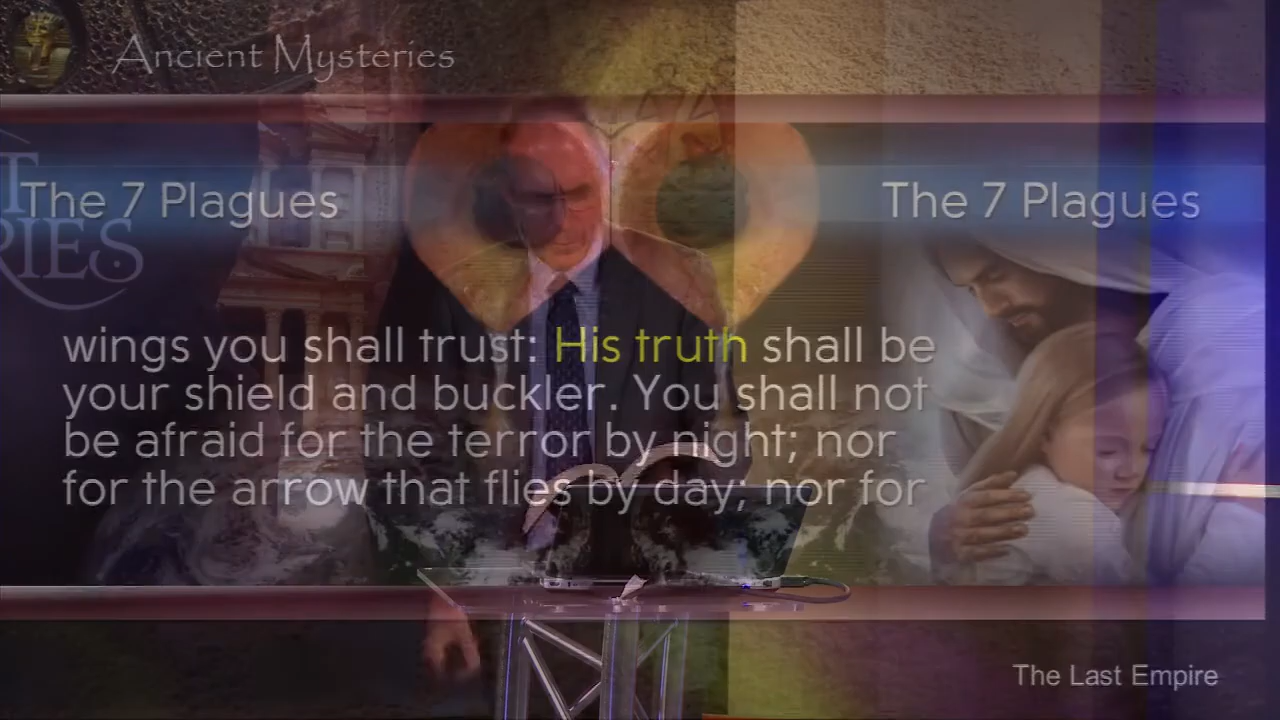 Ancient Mysteries
The 7 Plagues The 7 Plagues
wings you shall trust: His truth shall be
your shield and buckler. You shall not
be afraid for the terror by night; nor
for the arrow that flies by day; nor for
The Last Empire